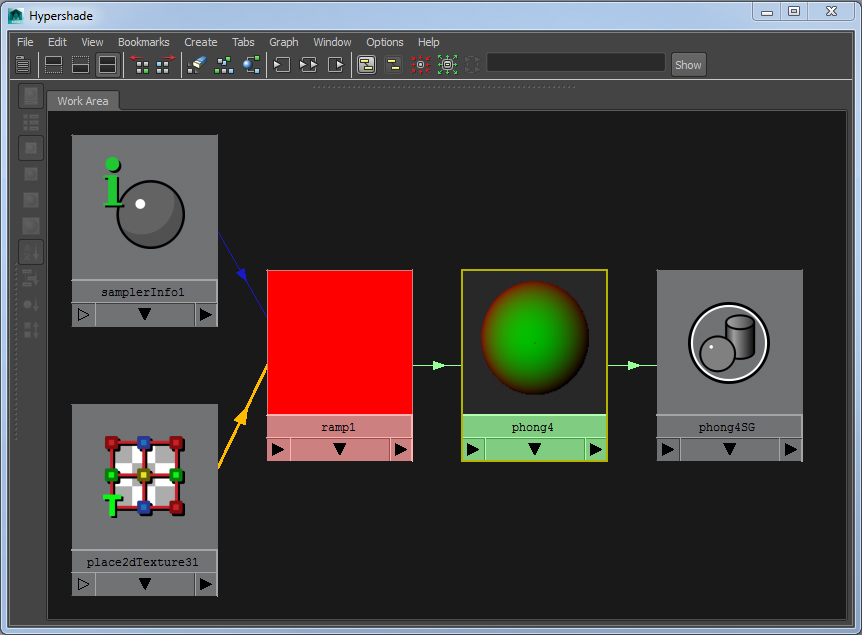 Hypershade
File Edit View Bookmarks Create Tabs Graph Window Options Help
Show
Work Area
i
samplerInfo1
ramp1
phong4
phong4SG
T
place2dTexture31